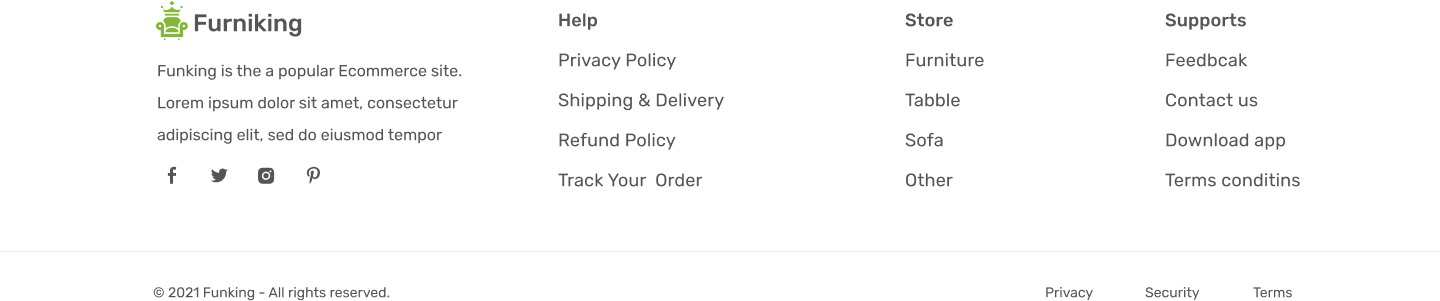 Furniking
Funking is the a popular Ecommerce site.
Lorem ipsum dolor sit amet, consectetur
adipiscing elit, sed do eiusmod tempor
Help
Privacy Policy
Shipping & Delivery
Refund Policy
Track Your  Order
Store
Furniture
Tabble
Sofa
Other
Supports
Feedbcak
Contact us
Download app
Terms conditins
© 2021 Funking - All rights reserved.
Privacy
Security
Terms